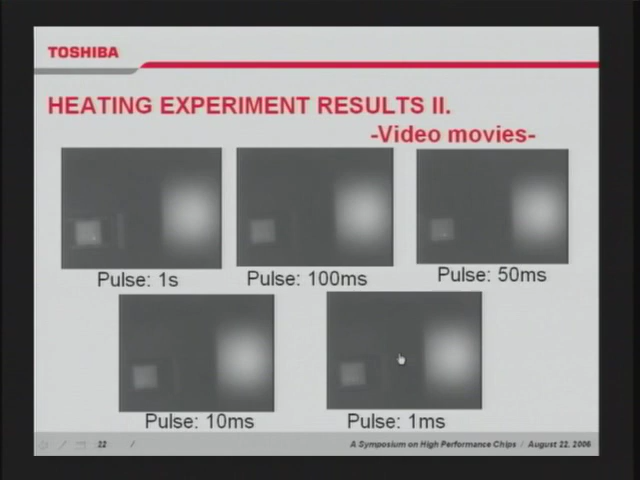 TOSHIBA
HEATING EXPERIMENT RESULTS II.
-Video movies-
Pulse: 1s
Pulse: 100ms
Pulse: 50ms
Pulse: 10ms
Pulse: 1ms
22 / A Symposium on High Performance Chips / August 22, 2006